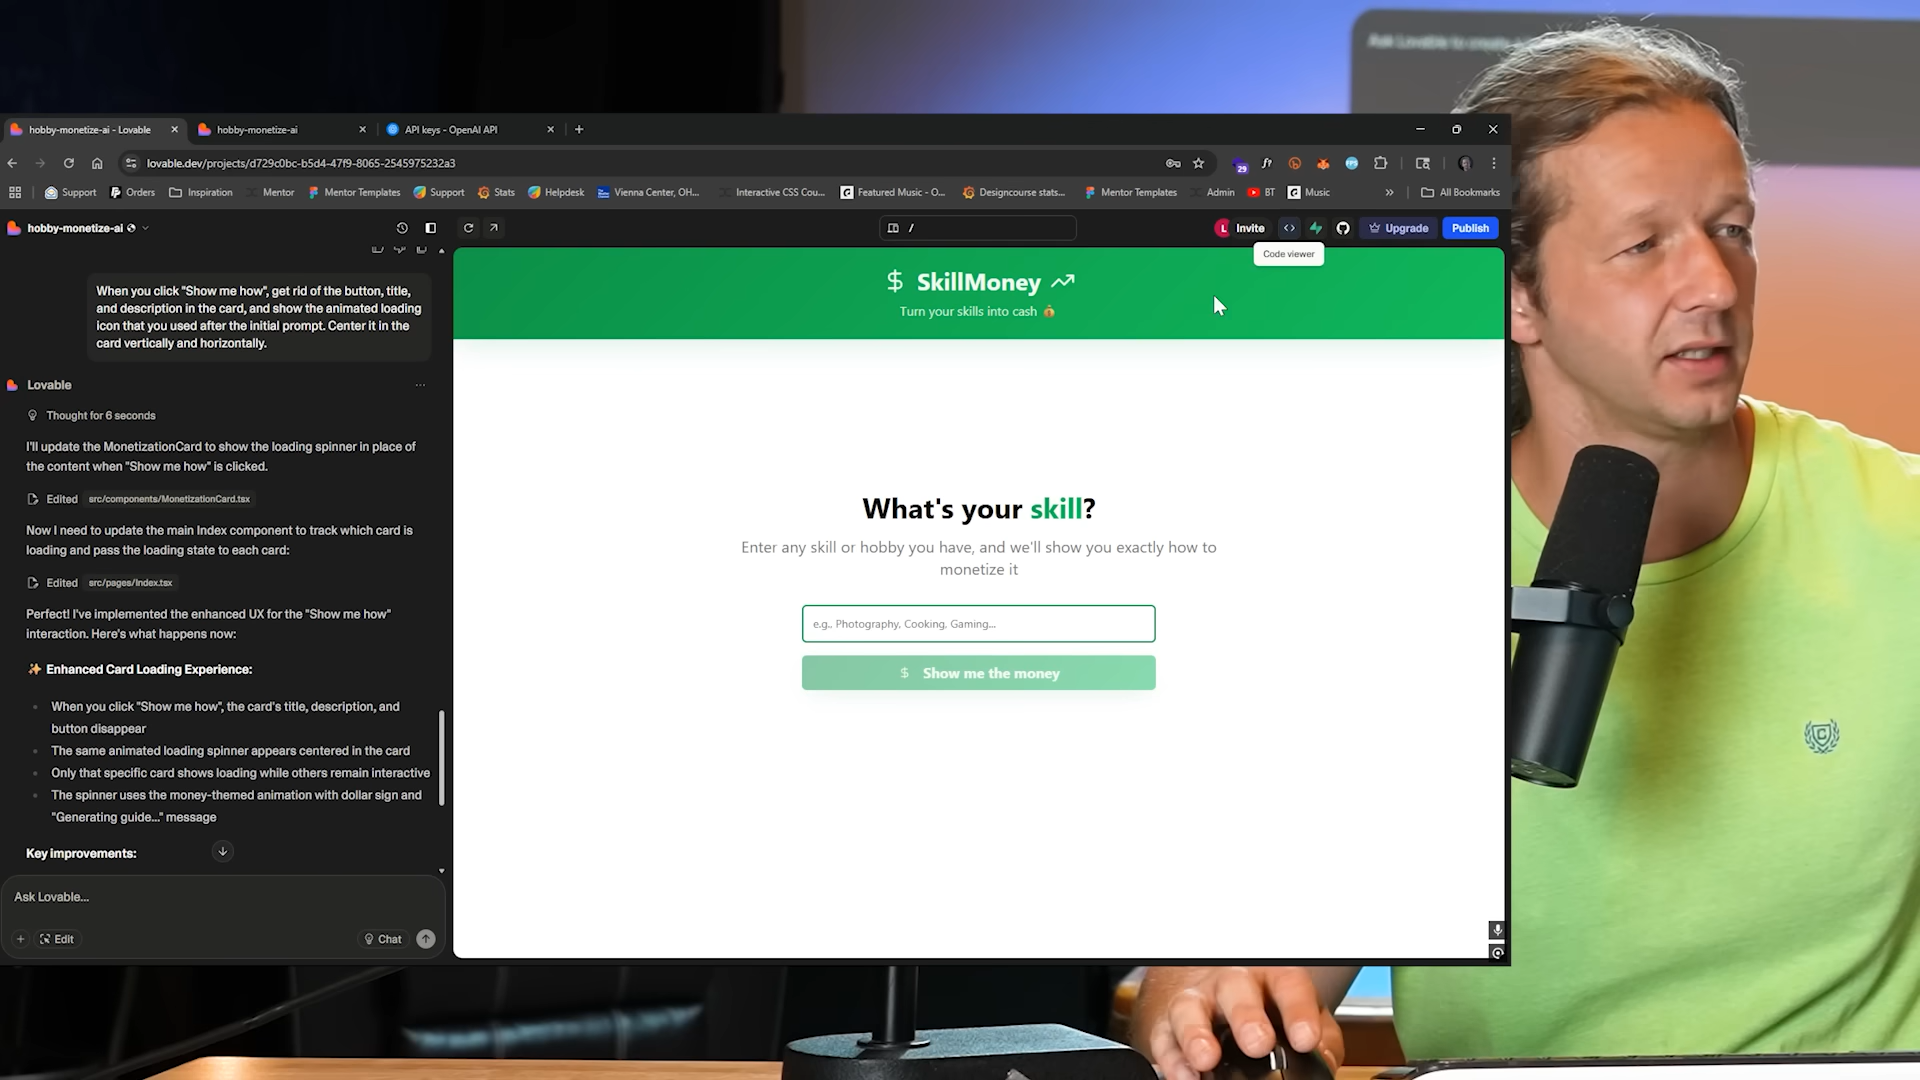 Ask Lovable to create a
hobby-monetize-ai - Lovable
hobby-monetize-ai
API keys - OpenAI API
lovable.dev/projects/d729c0bc-b5d4-47f9-8065-2545975232a3
29
f?
FPS
Support
Orders
Inspiration
Mentor
Mentor Templates
Support
Stats
Helpdesk
Vienna Center, OH...
Interactive CSS Cou...
Featured Music - O...
Designcourse stats...
Mentor Templates
Admin
BT
Music
»
All Bookmarks
hobby-monetize-ai
/
L
Invite
Upgrade
Publish
Code viewer
When you click "Show me how", get rid of the button, title,
and description in the card, and show the animated loading
icon that you used after the initial prompt. Center it in the
card vertically and horizontally.
Lovable
...
Thought for 6 seconds
I'll update the MonetizationCard to show the loading spinner in place of
the content when "Show me how" is clicked.
Edited src/components/MonetizationCard.tsx
Now I need to update the main Index component to track which card is
loading and pass the loading state to each card:
Edited src/pages/Index.tsx
Perfect! I've implemented the enhanced UX for the "Show me how"
interaction. Here's what happens now:
✨ Enhanced Card Loading Experience:
When you click "Show me how", the card's title, description, and
button disappear
The same animated loading spinner appears centered in the card
Only that specific card shows loading while others remain interactive
The spinner uses the money-themed animation with dollar sign and
"Generating guide..." message
Key improvements:
Ask Lovable...
Edit
Chat
$ SkillMoney
Turn your skills into cash 💰
What's your skill?
Enter any skill or hobby you have, and we'll show you exactly how to
monetize it
e.g., Photography, Cooking, Gaming...
$ Show me the money
C